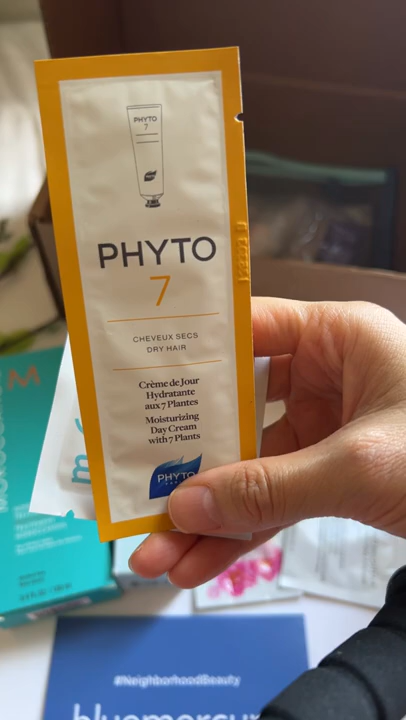 PHYTO
7
PHYTO
7
CHEVEUX SECS
DRY HAIR
Crème de Jour
Hydratante
aux 7 Plantes
Moisturizing
Day Cream
with 7 Plants
PHYTO
M
#NeighborhoodBeauty
bluemercury